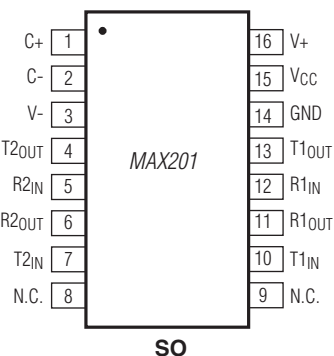 C+ 1 16 V+
C- 2 15 VCC
V- 3 14 GND
T2OUT 4 MAX201 13 T1OUT
R2IN 5 12 R1IN
R2OUT 6 11 R1OUT
T2IN 7 10 T1IN
N.C. 8 9 N.C.
SO